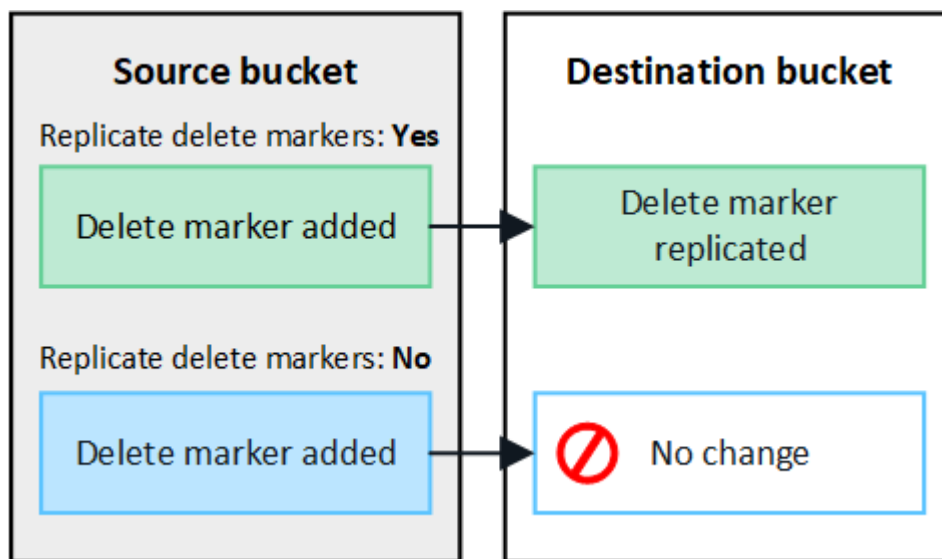 Source bucket
Destination bucket
Replicate delete markers: Yes
Delete marker added
Delete marker
replicated
Replicate delete markers: No
Delete marker added
No change